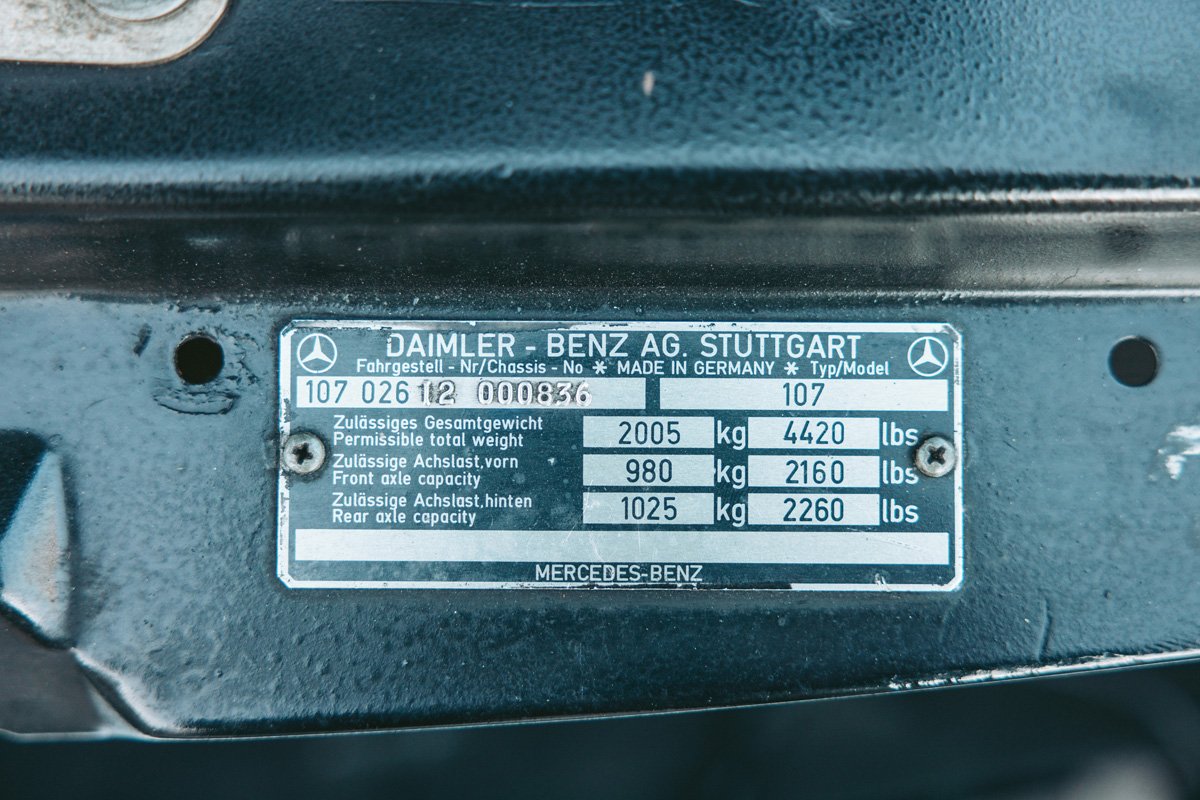 DAIMLER - BENZ AG. STUTTGART
Fahrgestell - Nr/Chassis - No * MADE IN GERMANY * Typ/Model
107 026 12 000836 107
Zulässiges Gesamtgewicht
Permissible total weight
2005 kg 4420 lbs
Zulässige Achslast,vorn
Front axle capacity
980 kg 2160 lbs
Zulässige Achslast,hinten
Rear axle capacity
1025 kg 2260 lbs
MERCEDES-BENZ